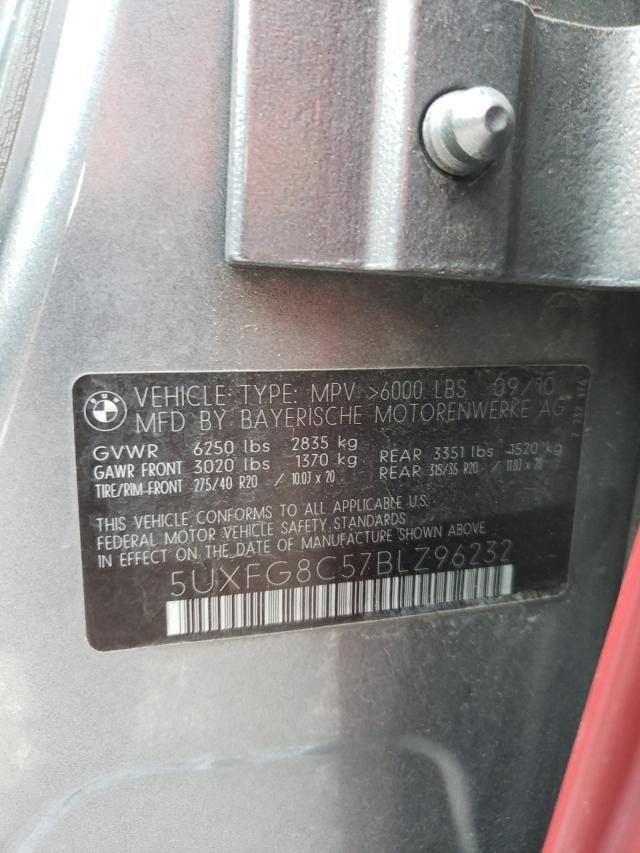 BMW
VEHICLE TYPE: MPV >6000 LBS 09/10
MFD BY BAYERISCHE MOTORENWERKE AG
GVWR 6250 lbs 2835 kg
GAWR FRONT 3020 lbs 1370 kg REAR 3351 lbs 1520 kg
TIRE/RIM-FRONT 275/40 R20 / 10.0J x 20 REAR 315/35 R20 / 11.0J x 20
THIS VEHICLE CONFORMS TO ALL APPLICABLE U.S.
FEDERAL MOTOR VEHICLE SAFETY STANDARDS
IN EFFECT ON THE DATE OF MANUFACTURE SHOWN ABOVE.
5UXFG8C57BLZ96232